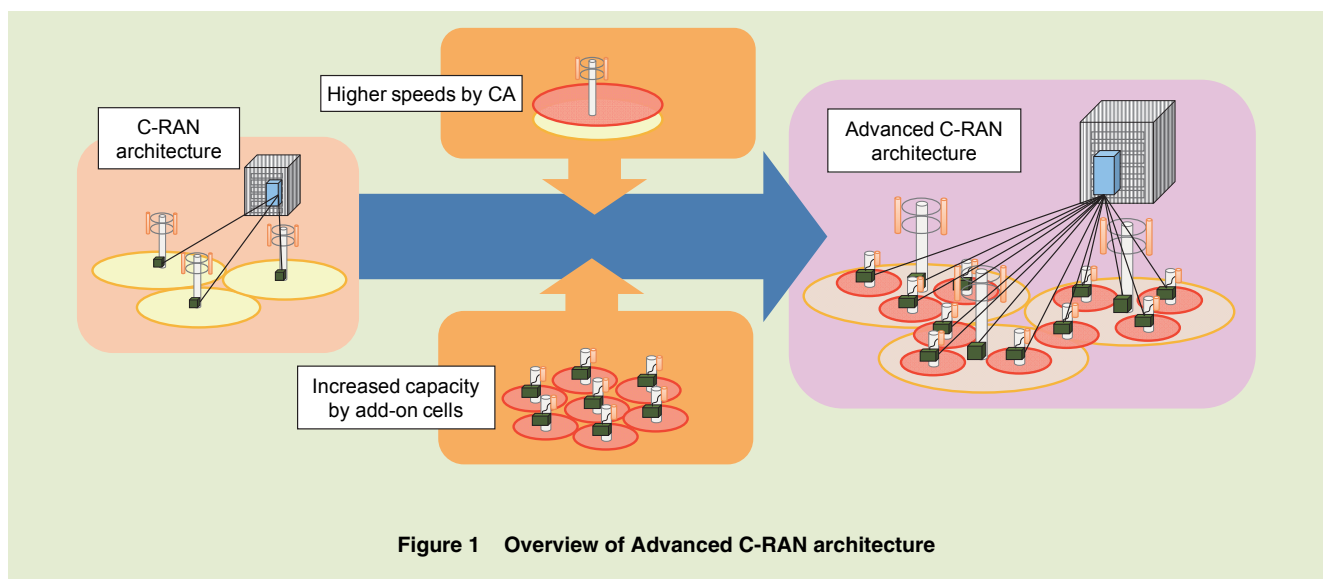 C-RAN
architecture
Higher speeds by CA
Increased capacity
by add-on cells
Advanced C-RAN
architecture
Figure 1 Overview of Advanced C-RAN architecture